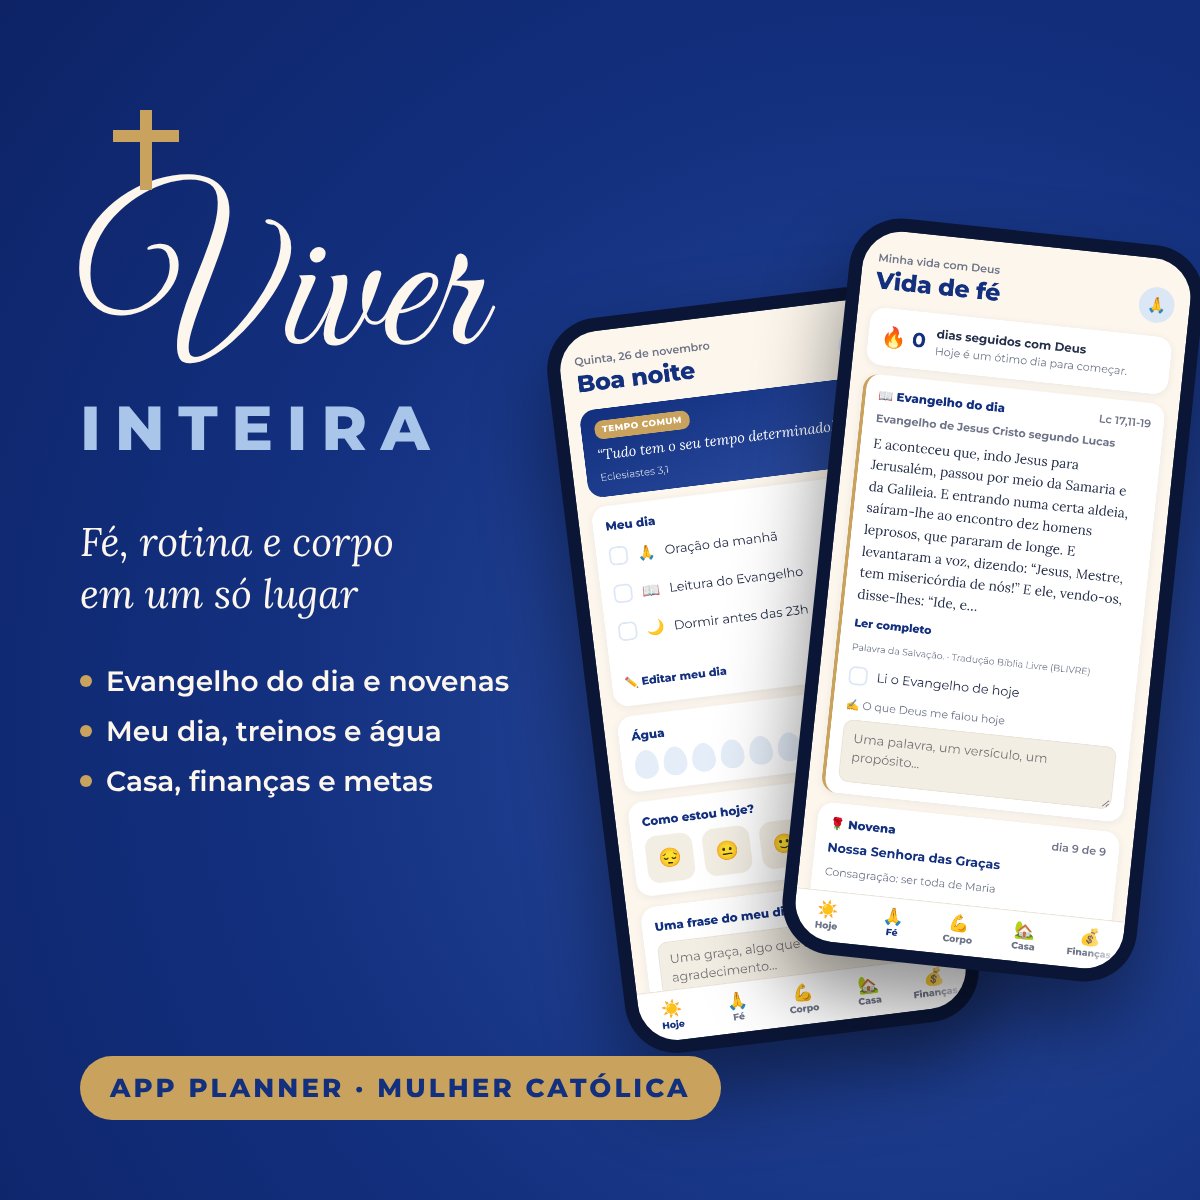 Viver
INTEIRA
Fé, rotina e corpo
em um só lugar
Evangelho do dia e novenas
Meu dia, treinos e água
Casa, finanças e metas
APP PLANNER · MULHER CATÓLICA
Quinta, 26 de novembro
Boa noite
TEMPO COMUM
“Tudo tem o seu tempo determinado
Eclesiastes 3,1
Meu dia
Oração da manhã
Leitura do Evangelho
Dormir antes das 23h
Editar meu dia
Água
Como estou hoje?
Uma frase do meu di
Uma graça, algo que
agradecimento...
Hoje
Fé
Corpo
Casa
Finanças
Minha vida com Deus
Vida de fé
0
dias seguidos com Deus
Hoje é um ótimo dia para começar.
Evangelho do dia
Lc 17,11-19
Evangelho de Jesus Cristo segundo Lucas
E aconteceu que, indo Jesus para
Jerusalém, passou por meio da Samaria e
da Galileia. E entrando numa certa aldeia,
saíram-lhe ao encontro dez homens
leprosos, que pararam de longe. E
levantaram a voz, dizendo: “Jesus, Mestre,
tem misericórdia de nós!” E ele, vendo-os,
disse-lhes: “Ide, e...
Ler completo
Palavra da Salvação. · Tradução Bíblia Livre (BLIVRE)
Li o Evangelho de hoje
O que Deus me falou hoje
Uma palavra, um versículo, um
propósito...
Novena
dia 9 de 9
Nossa Senhora das Graças
Consagração: ser toda de Maria
Hoje
Fé
Corpo
Casa
Finanças